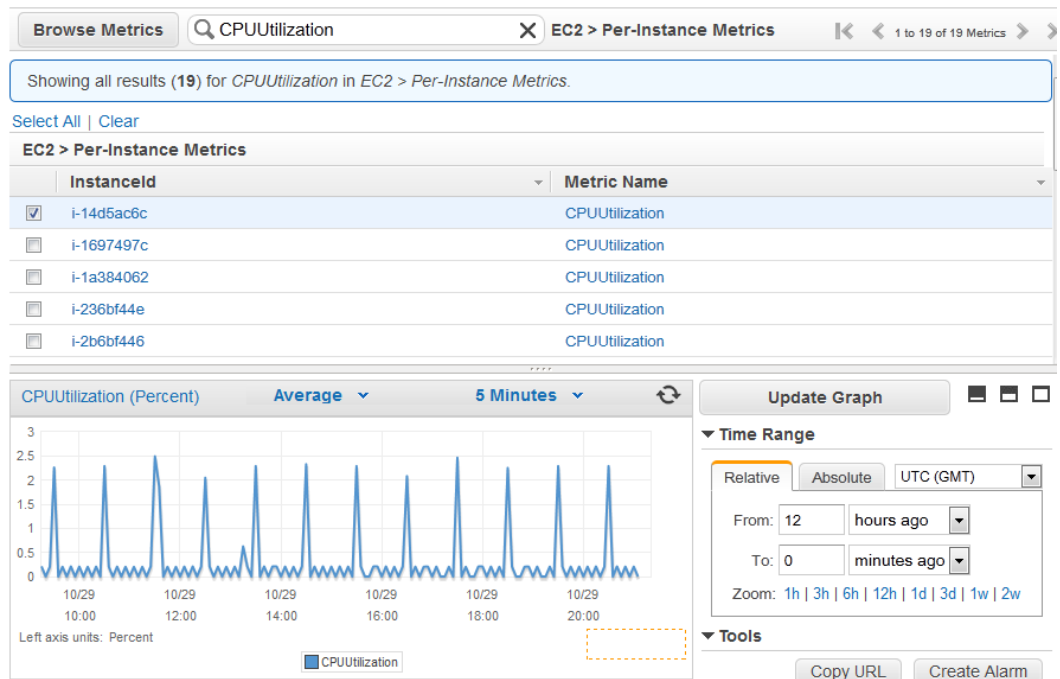 Browse Metrics CPUUtilization EC2 > Per-Instance Metrics 1 to 19 of 19 Metrics
Showing all results (19) for CPUUtilization in EC2 > Per-Instance Metrics.
Select All | Clear
EC2 > Per-Instance Metrics
InstanceId Metric Name
i-14d5ac6c CPUUtilization
i-1697497c CPUUtilization
i-1a384062 CPUUtilization
i-236bf44e CPUUtilization
i-2b6bf446 CPUUtilization
CPUUtilization (Percent) Average 5 Minutes
3
2.5
2
1.5
1
0.5
0
10/29 10/29 10/29 10/29 10/29 10/29
10:00 12:00 14:00 16:00 18:00 20:00
Left axis units: Percent
CPUUtilization
Update Graph
Time Range
Relative Absolute UTC (GMT)
From: 12 hours ago
To: 0 minutes ago
Zoom: 1h | 3h | 6h | 12h | 1d | 3d | 1w | 2w
Tools
Copy URL Create Alarm